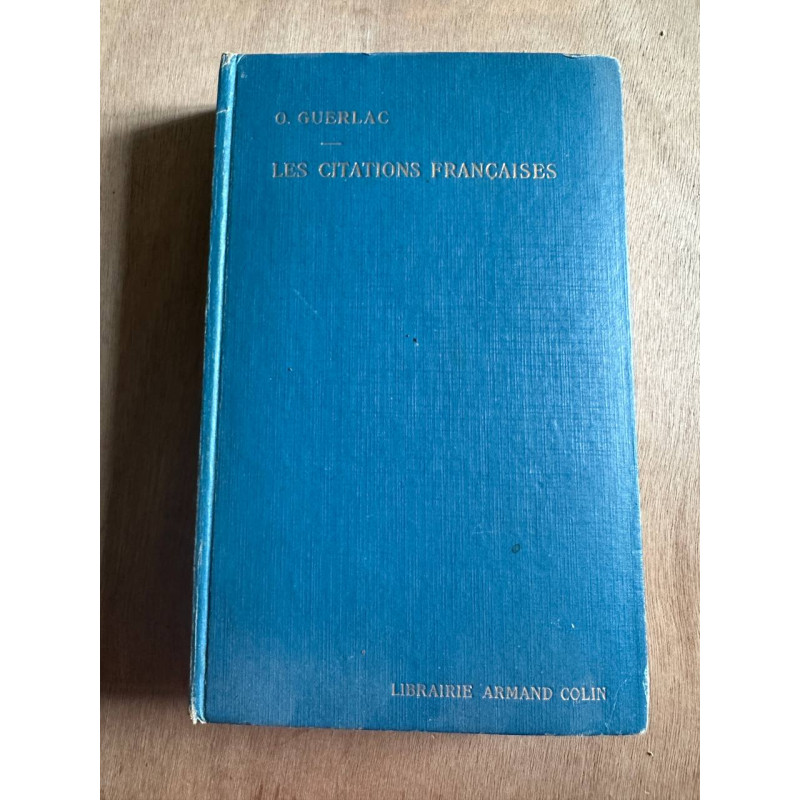 O. GUERLAC
LES CITATIONS FRANÇAISES
LIBRAIRIE ARMAND COLIN